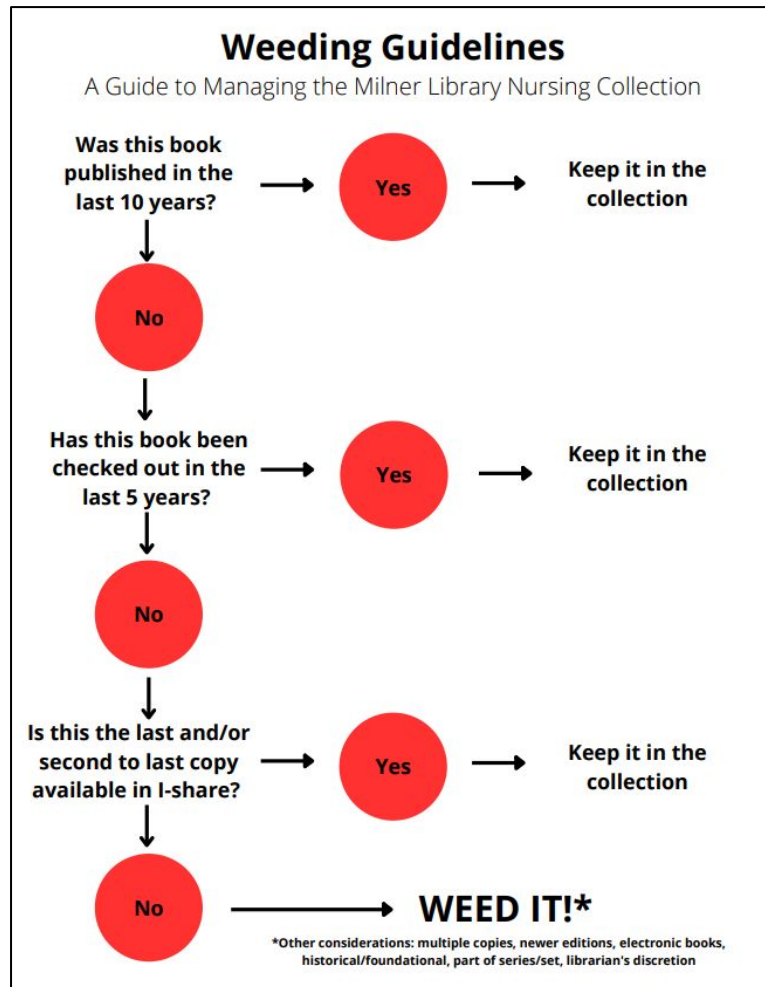 Weeding Guidelines
A Guide to Managing the Milner Library Nursing Collection
Was this book
published in the
last 10 years?
Yes
Keep it in the
collection
No
Has this book been
checked out in the
last 5 years?
Yes
Keep it in the
collection
No
Is this the last and/or
second to last copy
available in I-share?
Yes
Keep it in the
collection
No
WEED IT!*
*Other considerations: multiple copies, newer editions, electronic books,
historical/foundational, part of series/set, librarian's discretion